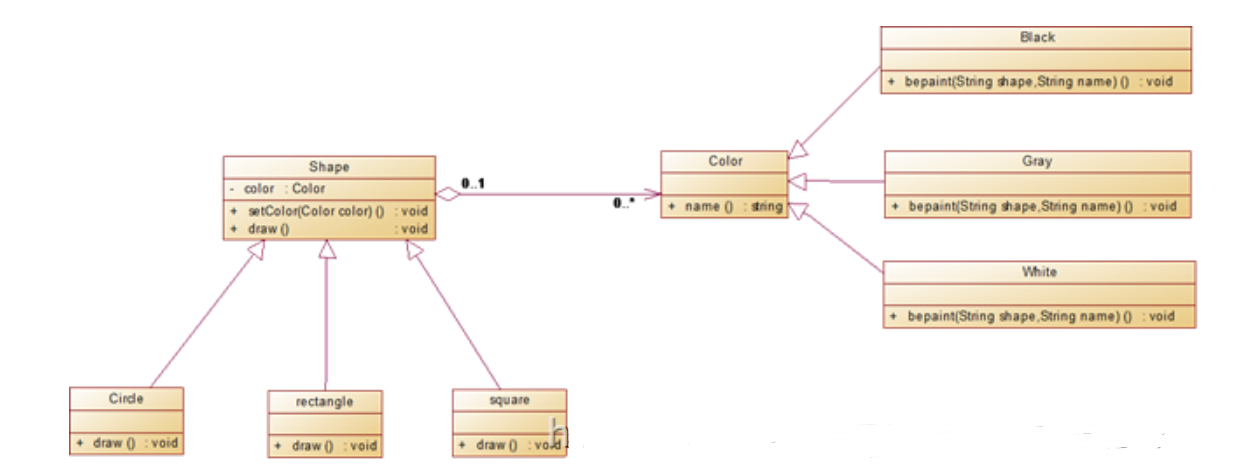 Black
+ bepaint(String shape,String name) () : void
Shape
- color : Color
+ setColor(Color color) () : void
+ draw () : void
0..1
0..*
Color
+ name () : string
Gray
+ bepaint(String shape,String name) () : void
White
+ bepaint(String shape,String name) () : void
Circle
+ draw () : void
rectangle
+ draw () : void
square
+ draw () : void